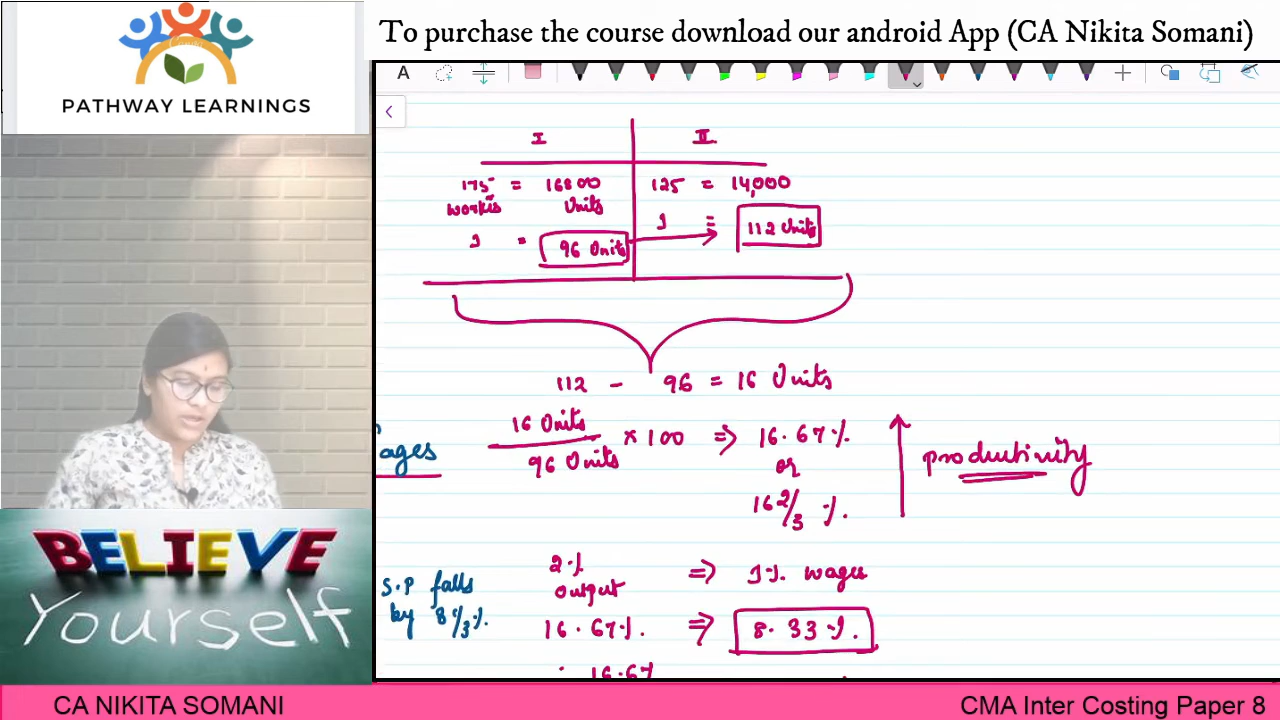 To purchase the course download our android App (CA Nikita Somani)
Canva
PATHWAY LEARNINGS
A
I II
175 = 16800 125 = 14,000
Units
1 = 96 Units 1 = 112 Units
112 - 96 = 16 Units
16 Units / 96 Units × 100 ⇒ 16.67%
or
16 2/3 %.
productivity
ages
2% output ⇒ 1% wages
S.P falls
by 8 1/3 %.
16.67%. ⇒ 8.33%.
16.67
BELIEVE
Yourself
CA NIKITA SOMANI
CMA Inter Costing Paper 8